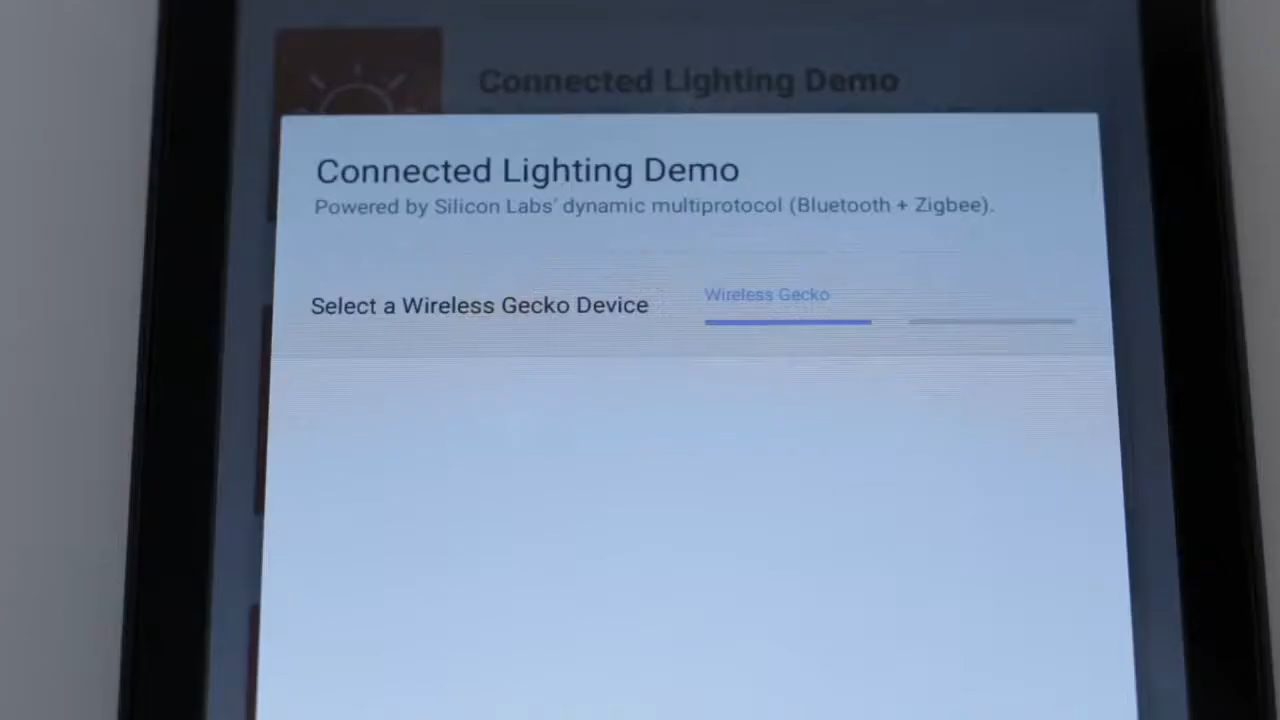 Connected Lighting Demo
Connected Lighting Demo
Powered by Silicon Labs' dynamic multiprotocol (Bluetooth + Zigbee).
Select a Wireless Gecko Device
Wireless Gecko